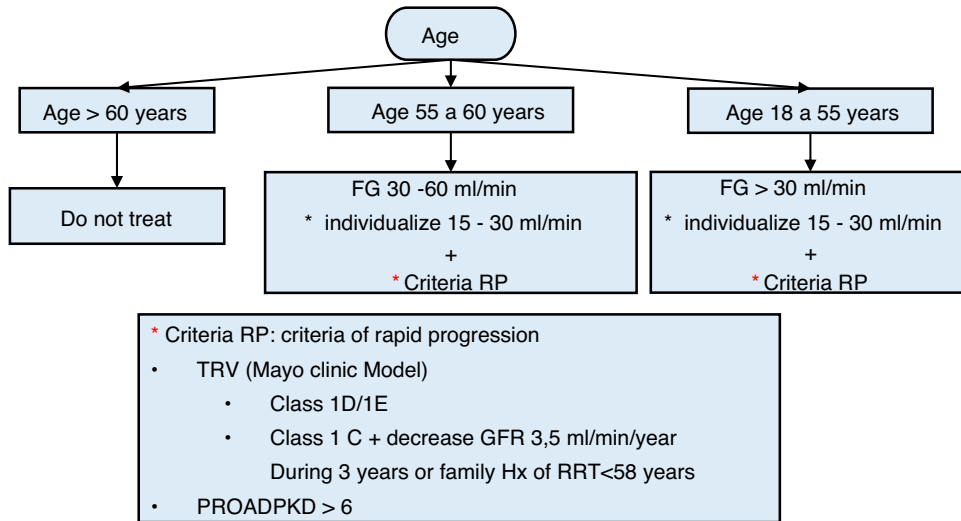 Age
Age > 60 years
Age 55 a 60 years
Age 18 a 55 years
Do not treat
FG 30 -60 ml/min
* individualize 15 - 30 ml/min
+
* Criteria RP
FG > 30 ml/min
* individualize 15 - 30 ml/min
+
* Criteria RP
* Criteria RP: criteria of rapid progression
• TRV (Mayo clinic Model)
• Class 1D/1E
• Class 1 C + decrease GFR 3,5 ml/min/year
During 3 years or family Hx of RRT<58 years
• PROADPKD > 6